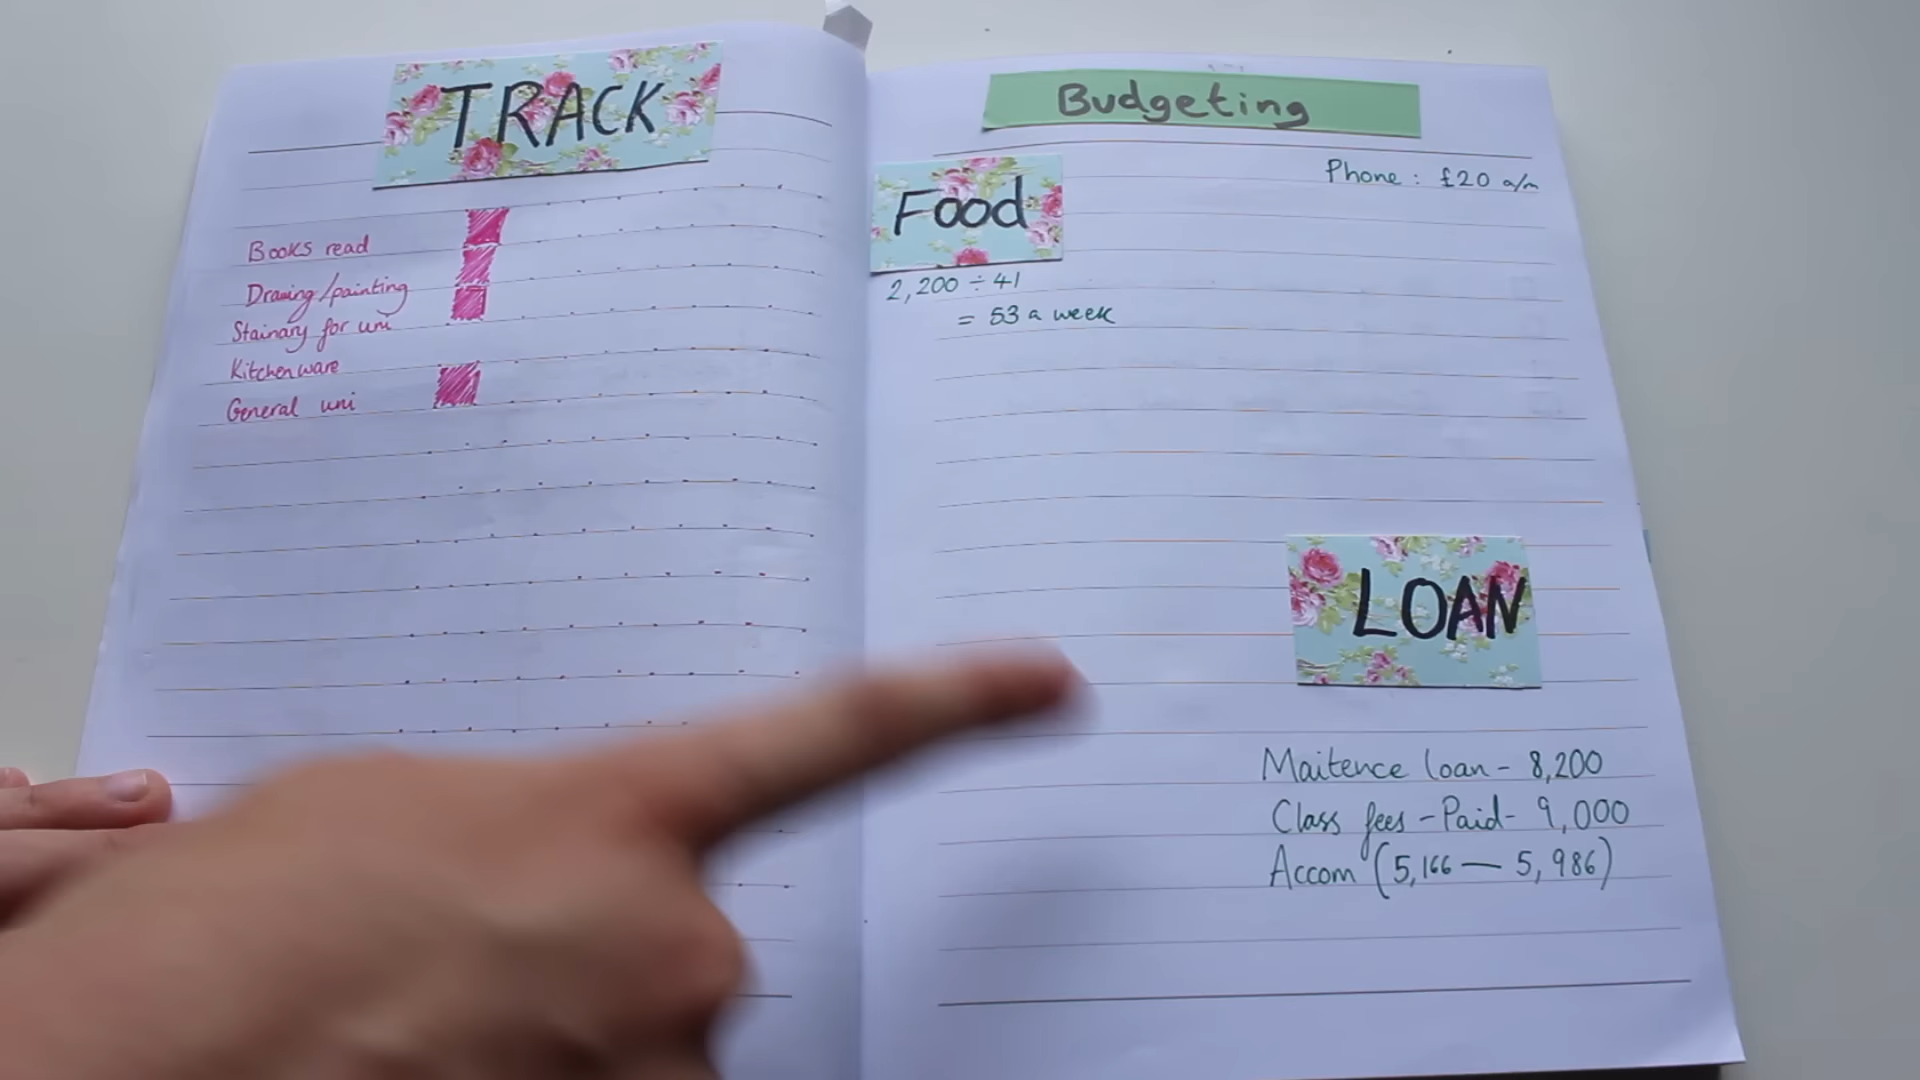 TRACK
Books read
Drawing/painting
Stainary for uni
Kitchenware
General uni
Budgeting
Phone : £20 a/m
Food
2,200 ÷ 41
= 53 a week
LOAN
Maitence loan - 8,200
Class fees - Paid - 9,000
Accom (5,166 — 5,986)